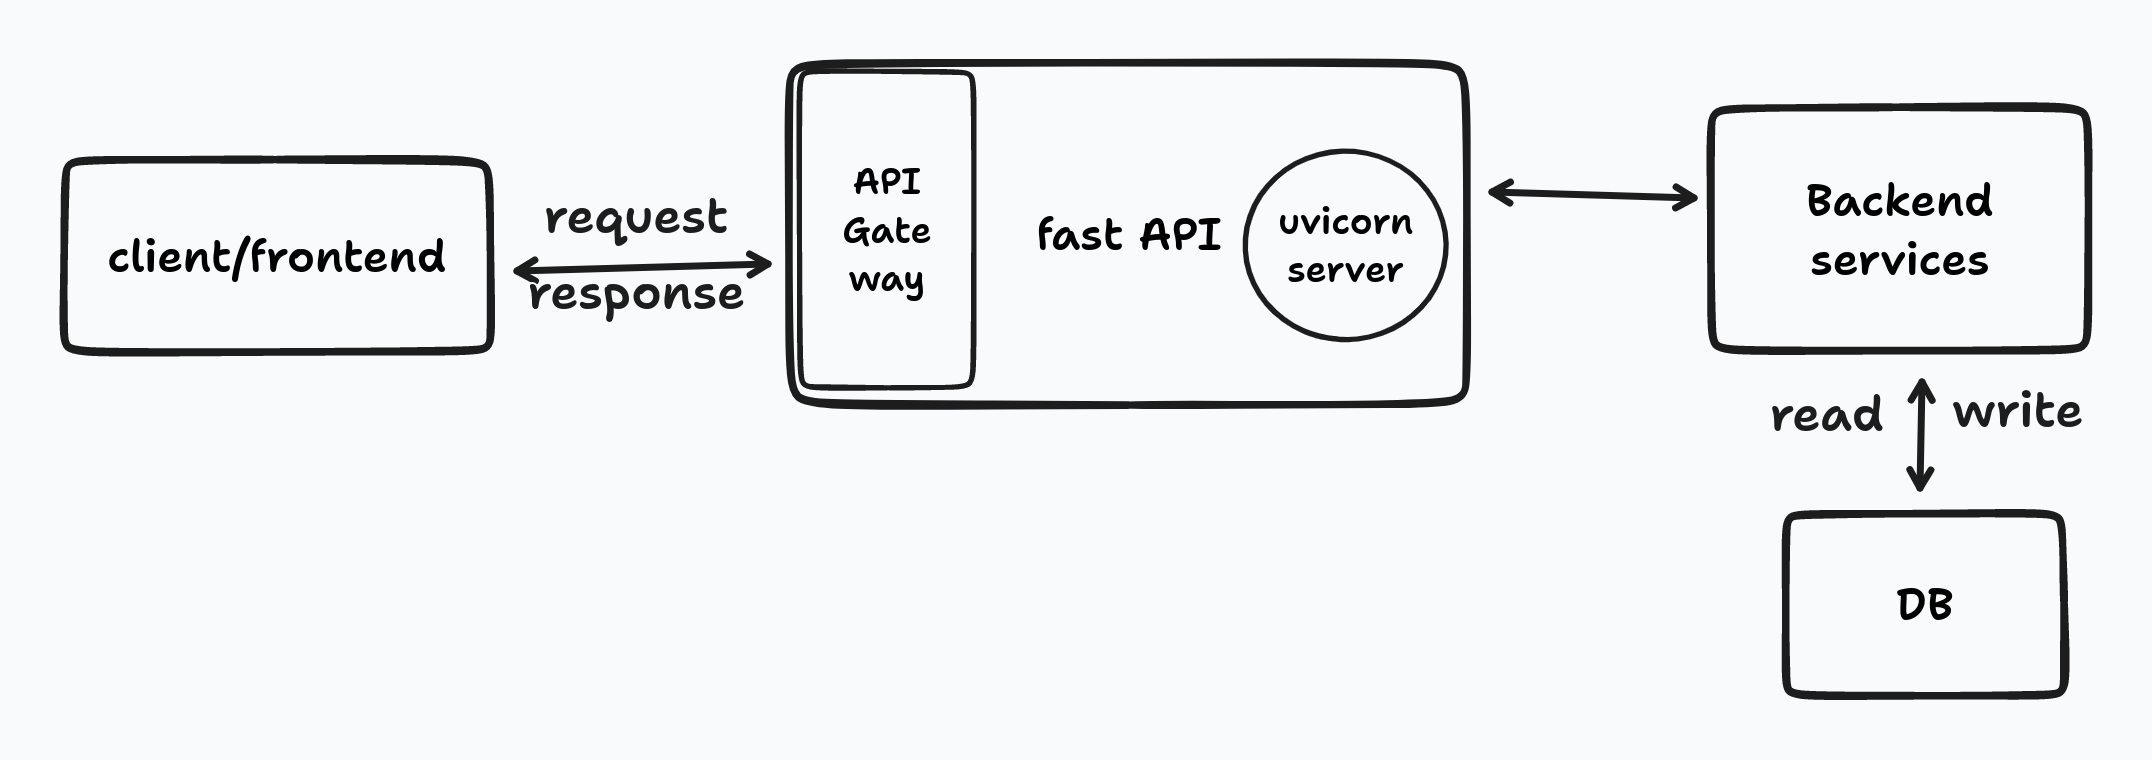 client/frontend
request
response
API
Gate
way
fast API
uvicorn
server
Backend
services
read
write
DB